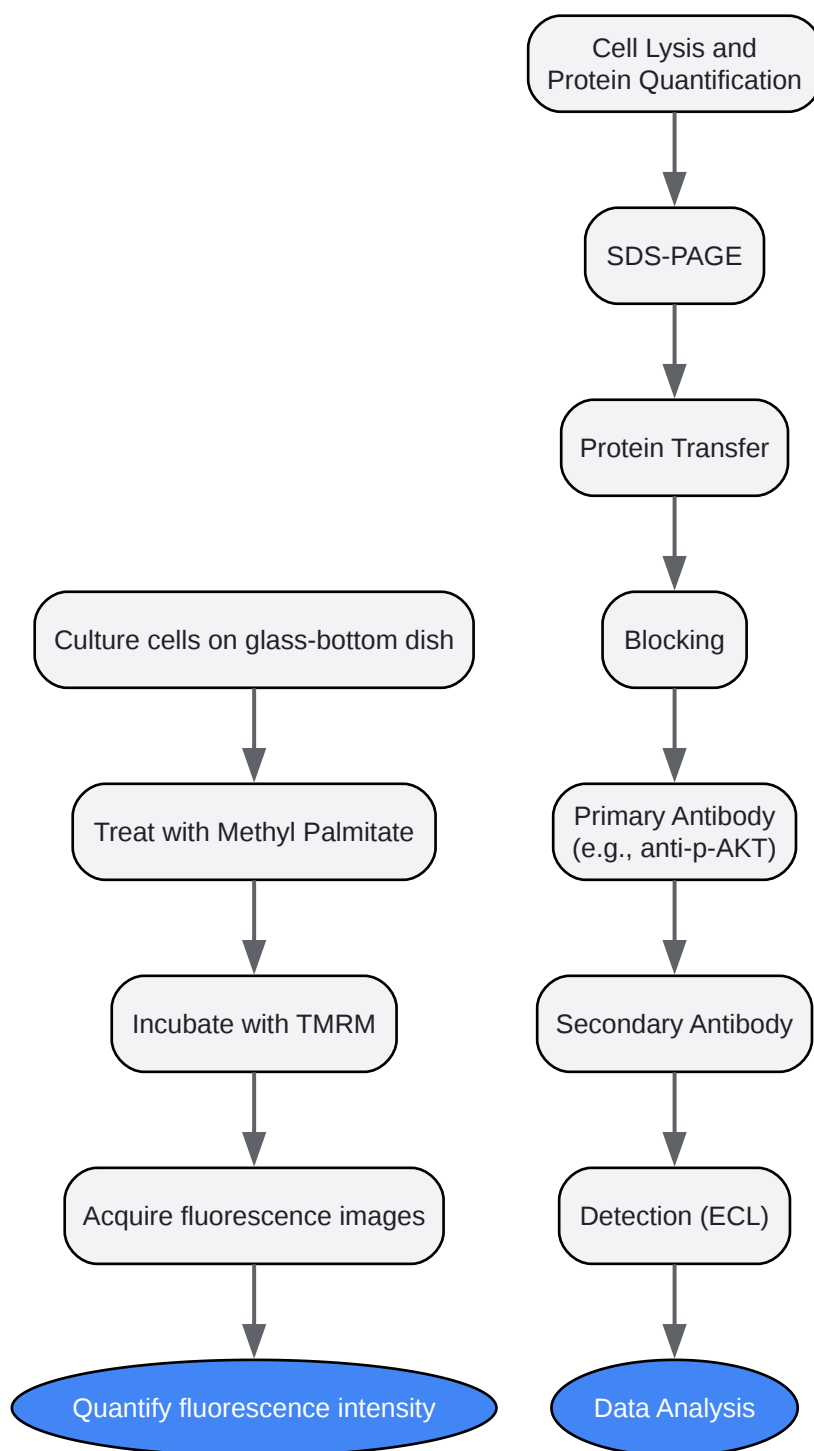 Cell Lysis and
Protein Quantification
SDS-PAGE
Protein Transfer
Blocking
Primary Antibody
(e.g., anti-p-AKT)
Secondary Antibody
Detection (ECL)
Data Analysis
Culture cells on glass-bottom dish
Treat with Methyl Palmitate
Incubate with TMRM
Acquire fluorescence images
Quantify fluorescence intensity